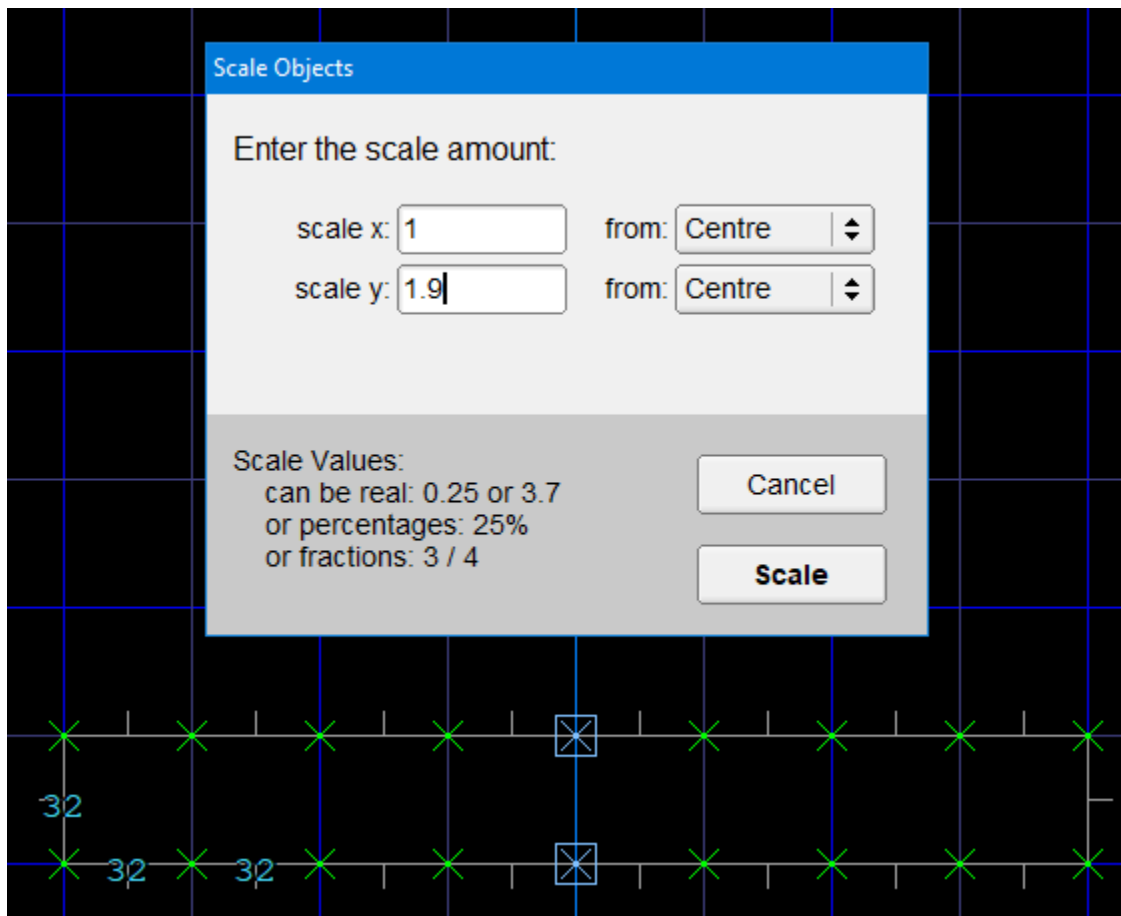 Scale Objects
Enter the scale amount:
scale x: 1 from: Centre
scale y: 1.9 from: Centre
Scale Values:
can be real: 0.25 or 3.7
or percentages: 25%
or fractions: 3 / 4
Cancel
Scale
32
32 32